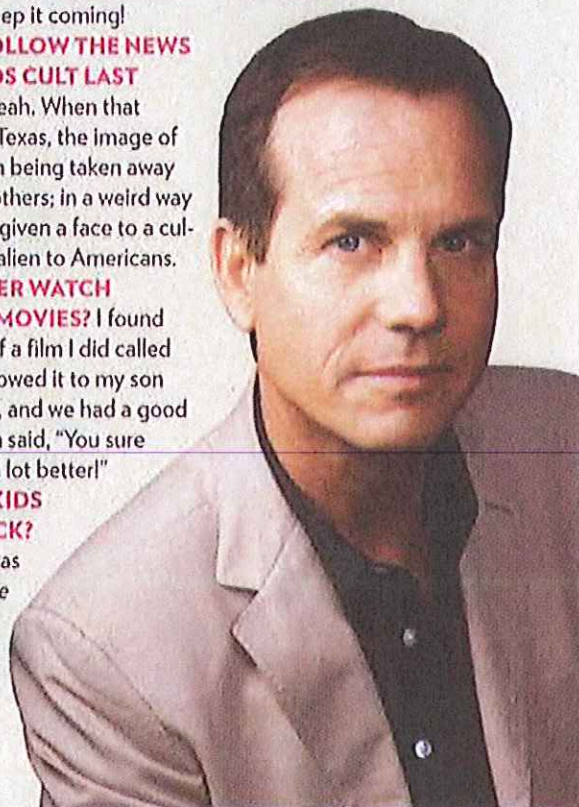 ep it coming!
OLLOW THE NEWS
OS CULT LAST
eah. When that
Texas, the image of
n being taken away
others; in a weird way
given a face to a cul-
alien to Americans.
ER WATCH
MOVIES? I found
f a film I did called
owed it to my son
, and we had a good
n said, "You sure
lot better!"
KIDS
CK?
as
e